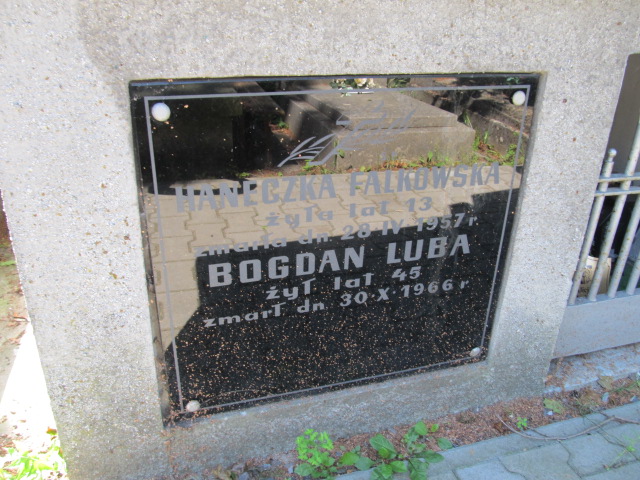 HANECZKA FALKOWSKA
żyła lat 13
zmarła dn. 28·IV·1957 r.
BOGDAN LUBA
żył lat 45
zmarł dn. 30·X·1966 r